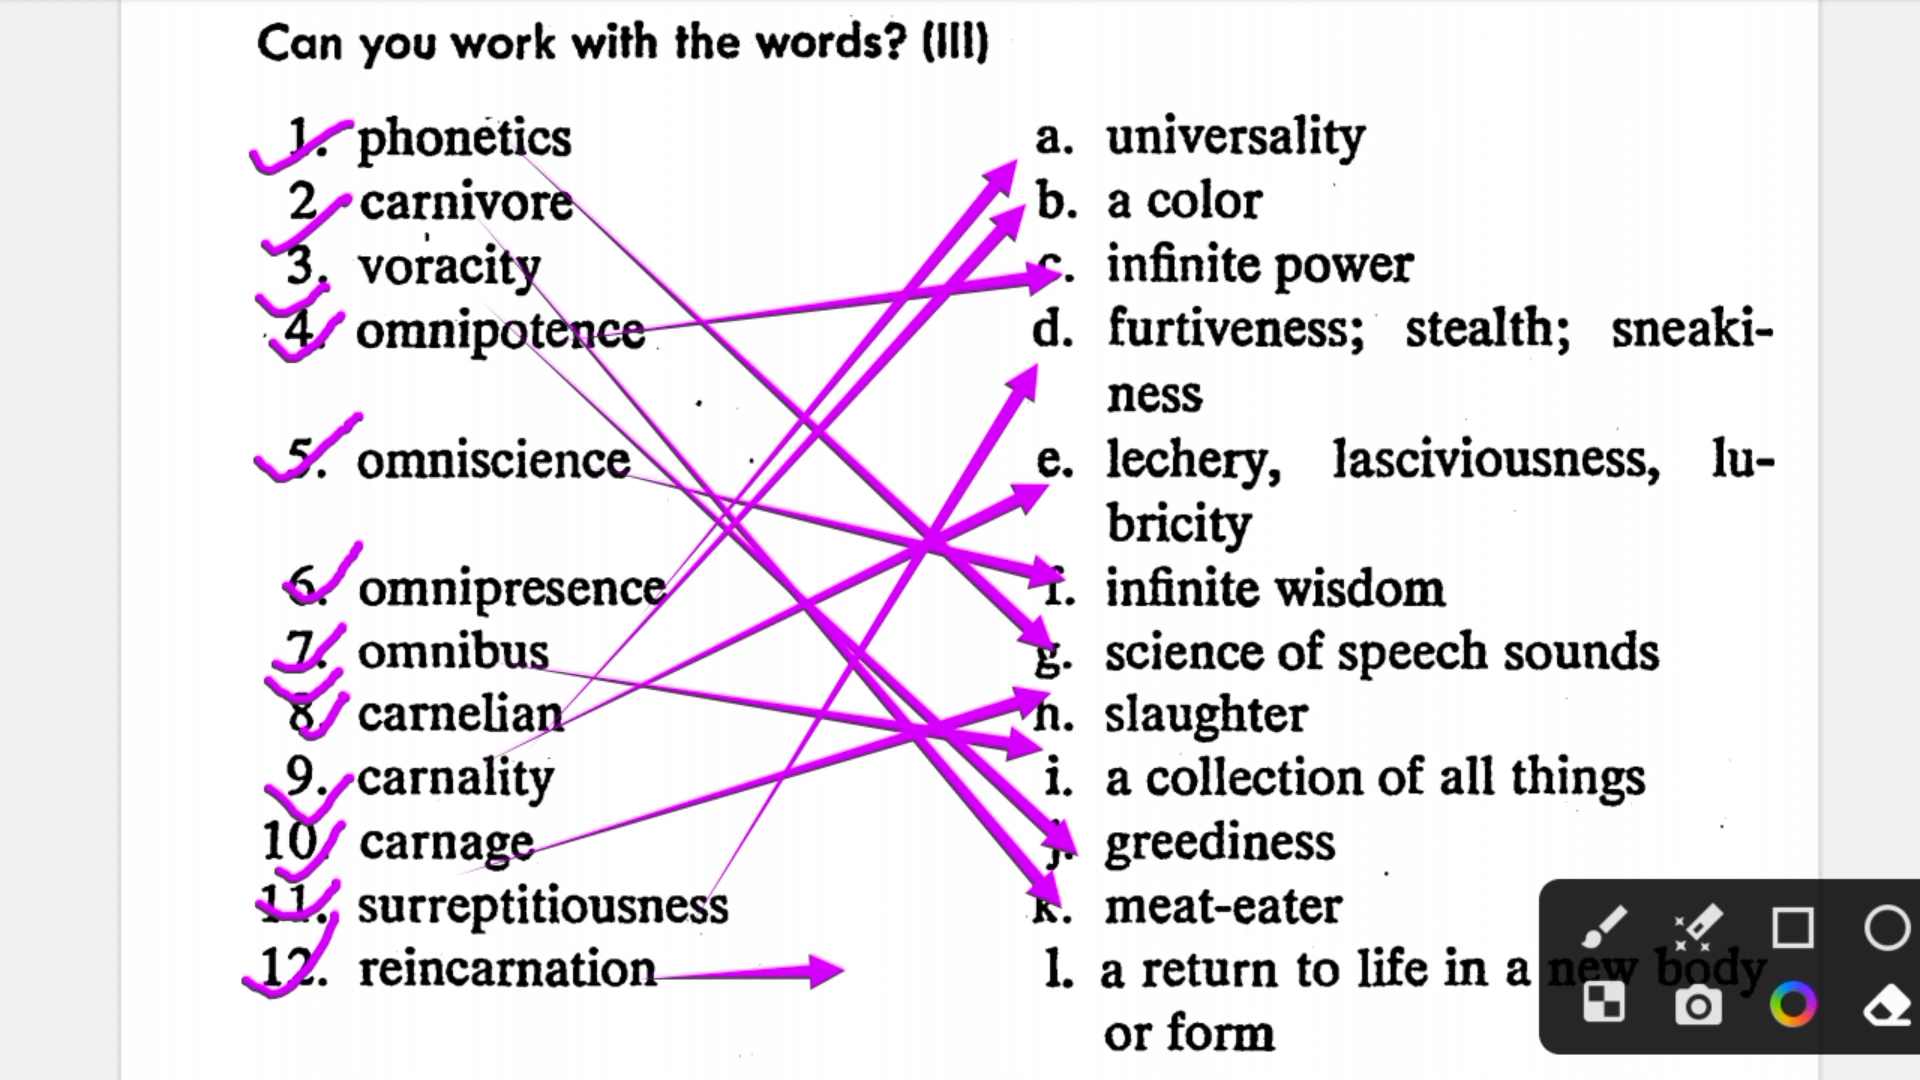 Can you work with the words? (III)
1. phonetics a. universality
2 carnivore b. a color
3. voracity c. infinite power
4. omnipotence d. furtiveness; stealth; sneaki-
ness
5. omniscience e. lechery, lasciviousness, lu-
bricity
6. omnipresence f. infinite wisdom
7. omnibus g. science of speech sounds
8. carnelian h. slaughter
9. carnality i. a collection of all things
10. carnage j. greediness
11. surreptitiousness k. meat-eater
12. reincarnation l. a return to life in a new body
or form